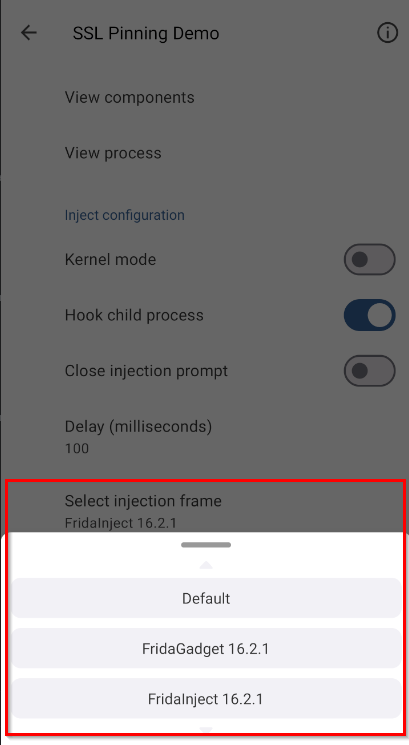 SSL Pinning Demo
View components
View process
Inject configuration
Kernel mode
Hook child process
Close injection prompt
Delay (milliseconds)
100
Select injection frame
FridaInject 16.2.1
Default
FridaGadget 16.2.1
FridaInject 16.2.1